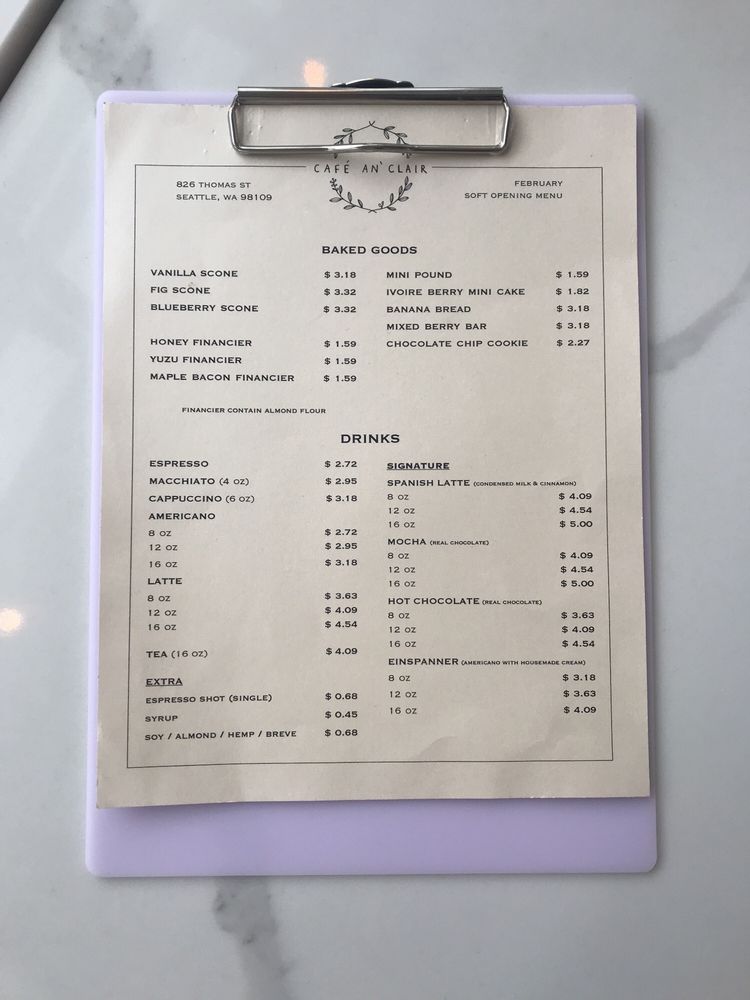 CAFÉ AN' CLAIR
826 THOMAS ST
SEATTLE, WA 98109
FEBRUARY
SOFT OPENING MENU
BAKED GOODS
VANILLA SCONE $ 3.18
FIG SCONE $ 3.32
BLUEBERRY SCONE $ 3.32
HONEY FINANCIER $ 1.59
YUZU FINANCIER $ 1.59
MAPLE BACON FINANCIER $ 1.59
FINANCIER CONTAIN ALMOND FLOUR
MINI POUND $ 1.59
IVOIRE BERRY MINI CAKE $ 1.82
BANANA BREAD $ 3.18
MIXED BERRY BAR $ 3.18
CHOCOLATE CHIP COOKIE $ 2.27
DRINKS
ESPRESSO $ 2.72
MACCHIATO (4 OZ) $ 2.95
CAPPUCCINO (6 OZ) $ 3.18
AMERICANO
8 OZ $ 2.72
12 OZ $ 2.95
16 OZ $ 3.18
LATTE
8 OZ $ 3.63
12 OZ $ 4.09
16 OZ $ 4.54
TEA (16 OZ) $ 4.09
EXTRA
ESPRESSO SHOT (SINGLE) $ 0.68
SYRUP $ 0.45
SOY / ALMOND / HEMP / BREVE $ 0.68
SIGNATURE
SPANISH LATTE (CONDENSED MILK & CINNAMON)
8 OZ $ 4.09
12 OZ $ 4.54
16 OZ $ 5.00
MOCHA (REAL CHOCOLATE)
8 OZ $ 4.09
12 OZ $ 4.54
16 OZ $ 5.00
HOT CHOCOLATE (REAL CHOCOLATE)
8 OZ $ 3.63
12 OZ $ 4.09
16 OZ $ 4.54
EINSPANNER (AMERICANO WITH HOUSEMADE CREAM)
8 OZ $ 3.18
12 OZ $ 3.63
16 OZ $ 4.09